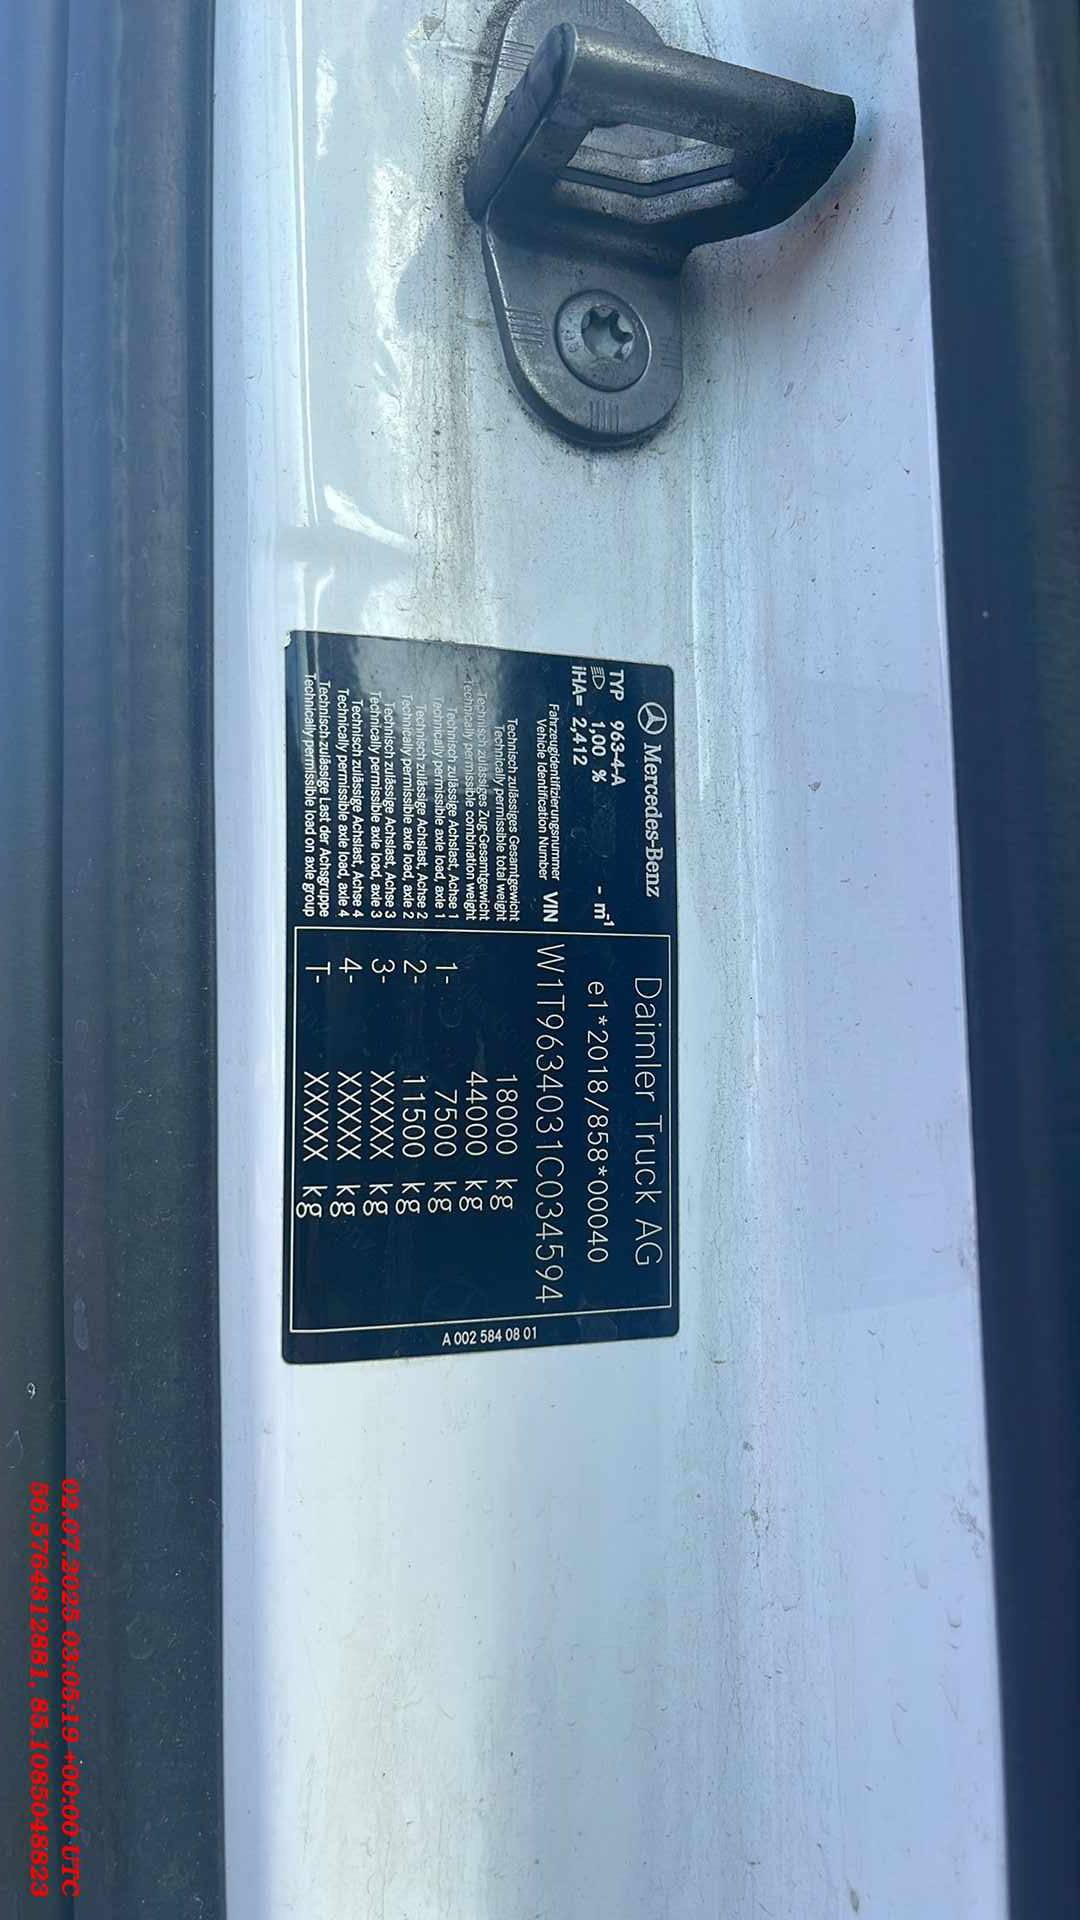 Mercedes-Benz
Daimler Truck AG
TYP 963-4-A
1,00 % - m⁻¹
e1*2018/858*00040
iHA= 2,412
Fahrzeugidentifizierungsnummer
Vehicle Identification Number
VIN W1T9634031C034594
Technisch zulässiges Gesamtgewicht
Technically permissible total weight
18000 kg
Technisch zulässiges Zug-Gesamtgewicht
Technically permissible combination weight
44000 kg
Technisch zulässige Achslast, Achse 1
Technically permissible axle load, axle 1
1- 7500 kg
Technisch zulässige Achslast, Achse 2
Technically permissible axle load, axle 2
2- 11500 kg
Technisch zulässige Achslast, Achse 3
Technically permissible axle load, axle 3
3- XXXXX kg
Technisch zulässige Achslast, Achse 4
Technically permissible axle load, axle 4
4- XXXXX kg
Technisch zulässige Last der Achsgruppe
Technically permissible load on axle group
T- XXXXX kg
A 002 584 08 01
02.07.2025 03:05:19 +00:00 UTC
56.5764812881, 85.1085048823